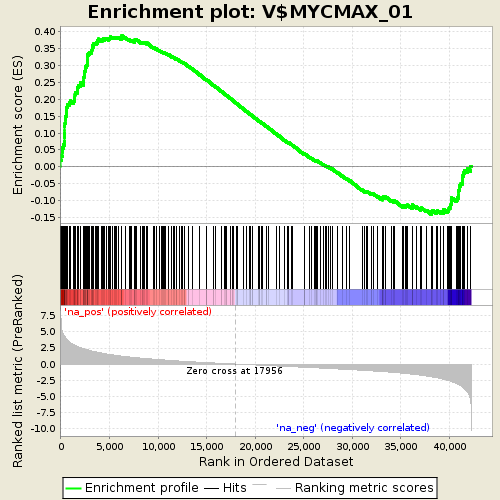 Enrichment plot: V$MYCMAX_01
Enrichment score (ES)
0.40
0.35
0.30
0.25
0.20
0.15
0.10
0.05
0.00
-0.05
-0.10
-0.15
'na_pos' (positively correlated)
Ranked list metric (PreRanked)
7.5
5.0
2.5
0.0
-2.5
-5.0
-7.5
-10.0
Zero cross at 17956
'na_neg' (negatively correlated)
0
5,000
10,000
15,000
20,000
25,000
30,000
35,000
40,000
Rank in Ordered Dataset
Enrichment profile
Hits
Ranking metric scores